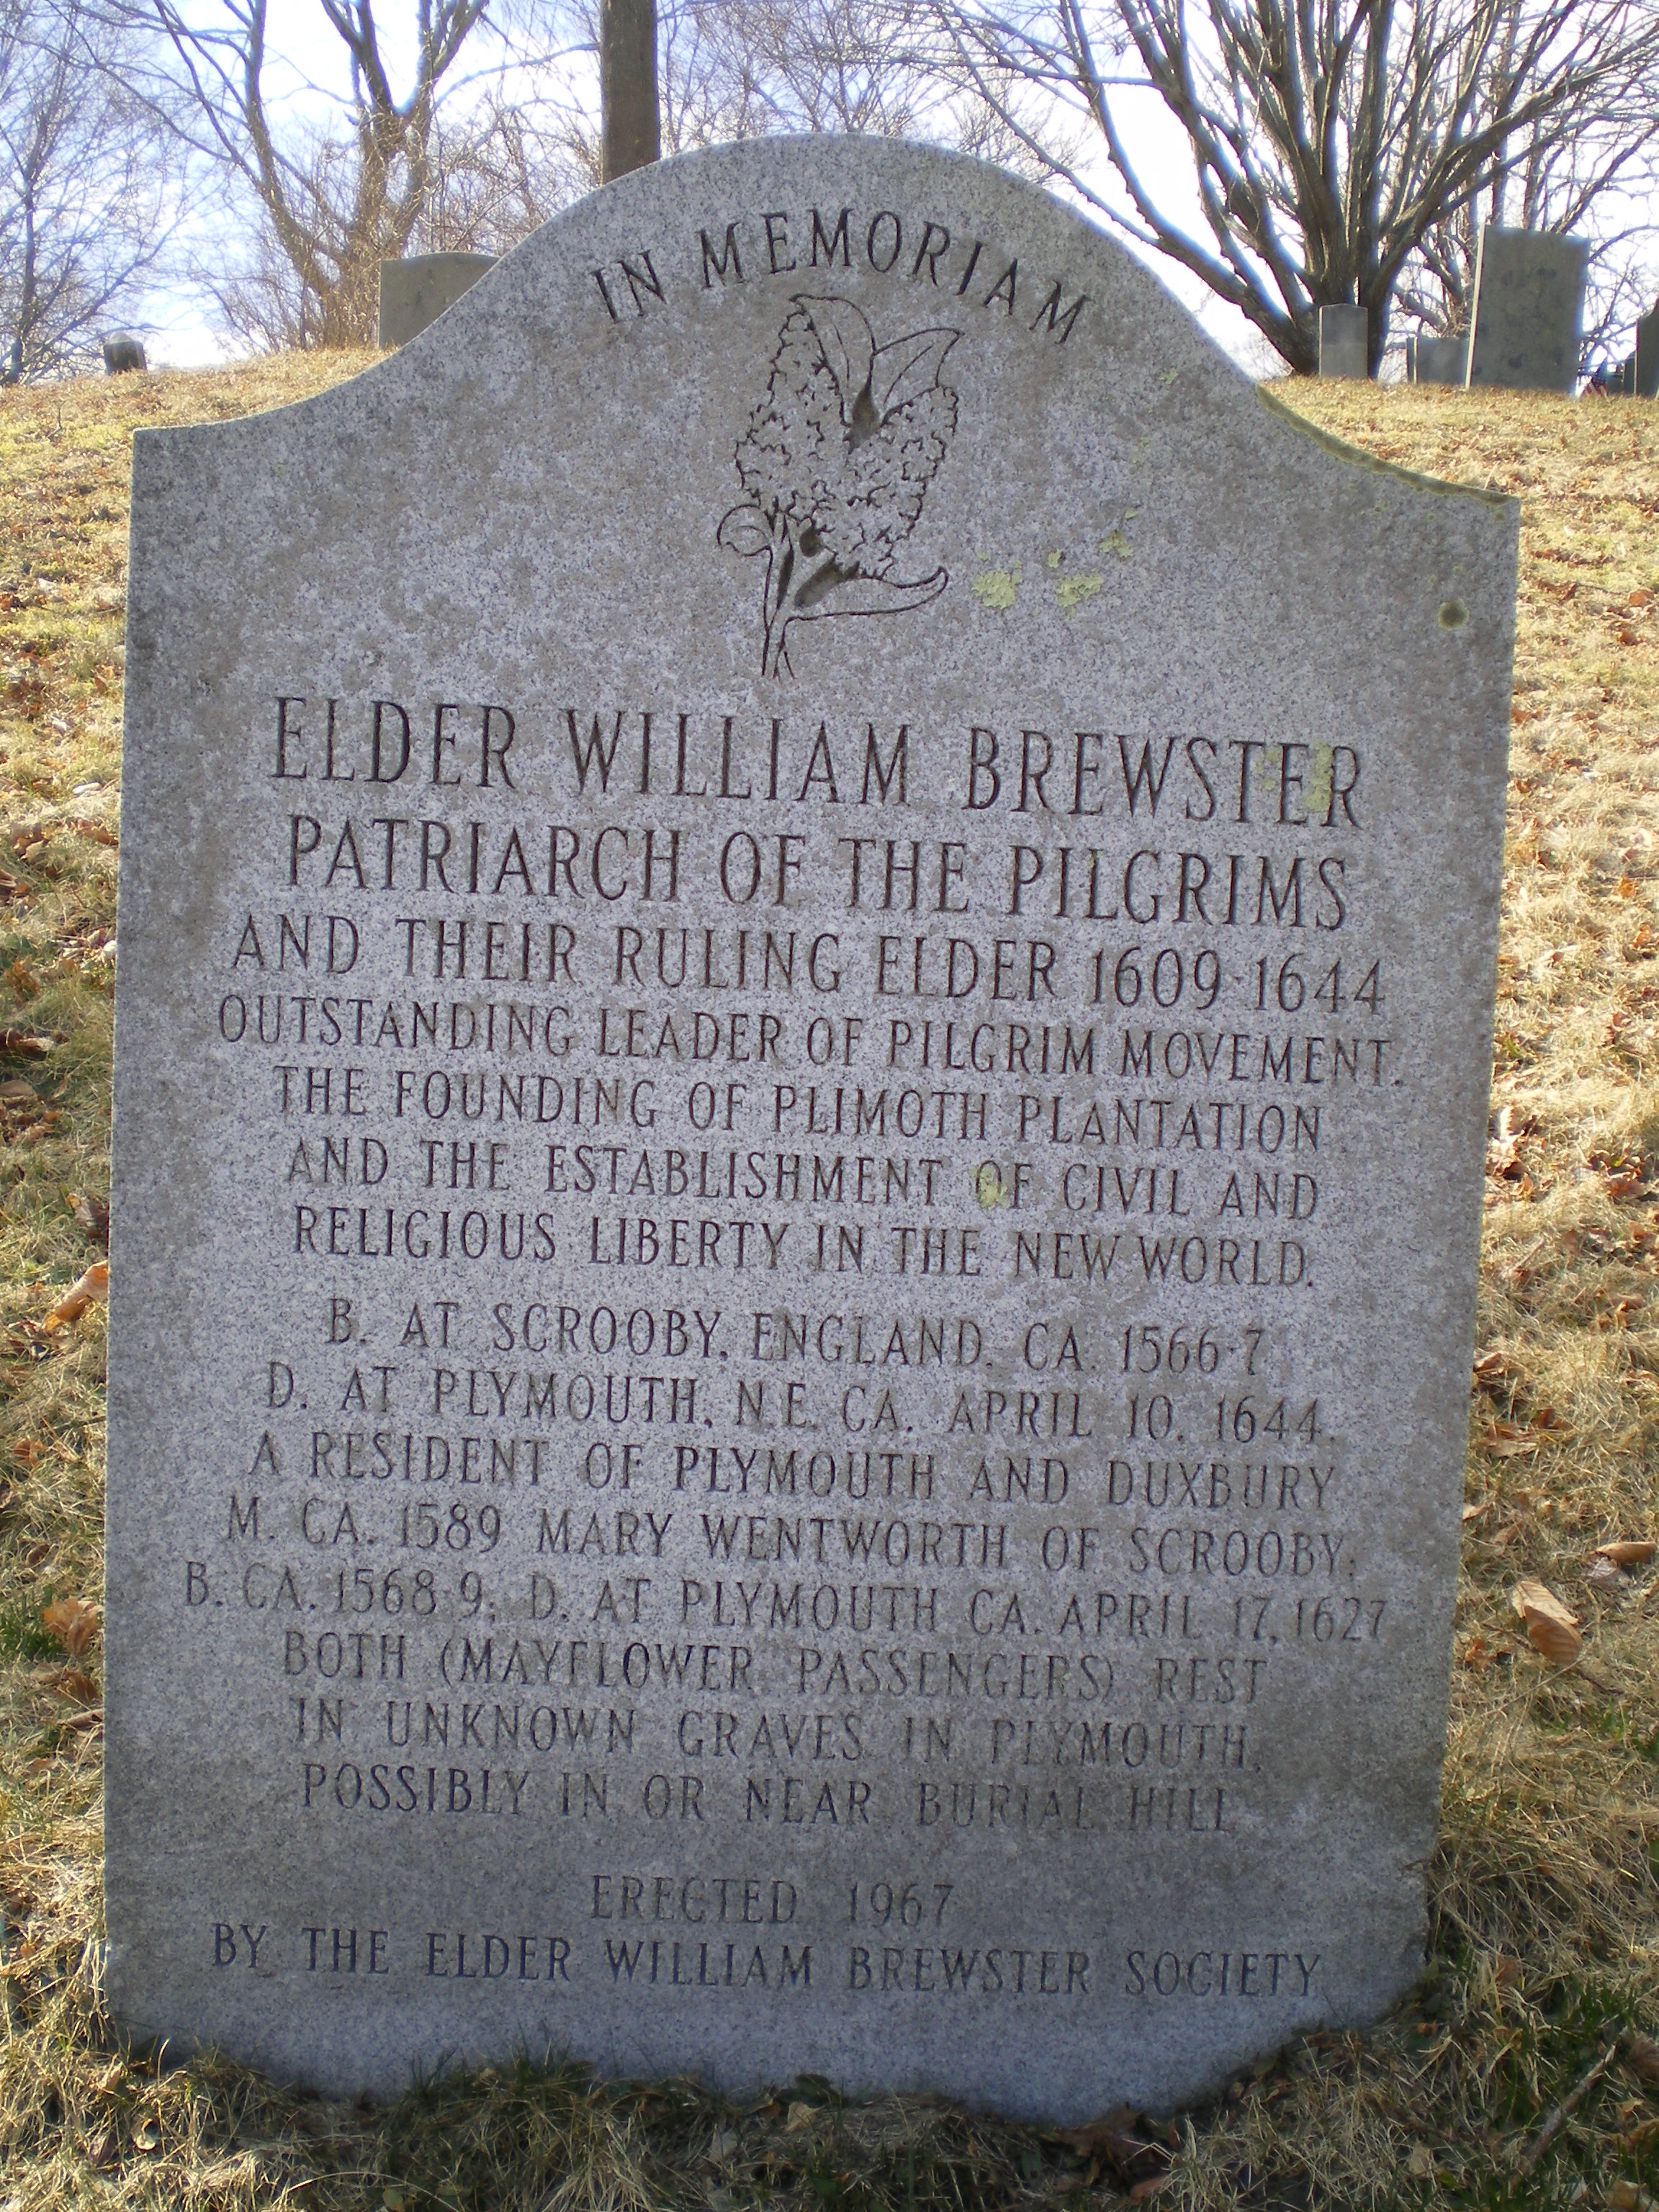 IN MEMORIAM
ELDER WILLIAM BREWSTER
PATRIARCH OF THE PILGRIMS
AND THEIR RULING ELDER 1609-1644
OUTSTANDING LEADER OF PILGRIM MOVEMENT.
THE FOUNDING OF PLIMOTH PLANTATION
AND THE ESTABLISHMENT OF CIVIL AND
RELIGIOUS LIBERTY IN THE NEW WORLD.
B. AT SCROOBY, ENGLAND, CA. 1566-7
D. AT PLYMOUTH, N.E. CA. APRIL 10, 1644.
A RESIDENT OF PLYMOUTH AND DUXBURY
M. CA. 1589 MARY WENTWORTH OF SCROOBY;
B. CA. 1568-9; D. AT PLYMOUTH CA. APRIL 17, 1627
BOTH (MAYFLOWER PASSENGERS) REST
IN UNKNOWN GRAVES IN PLYMOUTH,
POSSIBLY IN OR NEAR BURIAL HILL
ERECTED 1967
BY THE ELDER WILLIAM BREWSTER SOCIETY